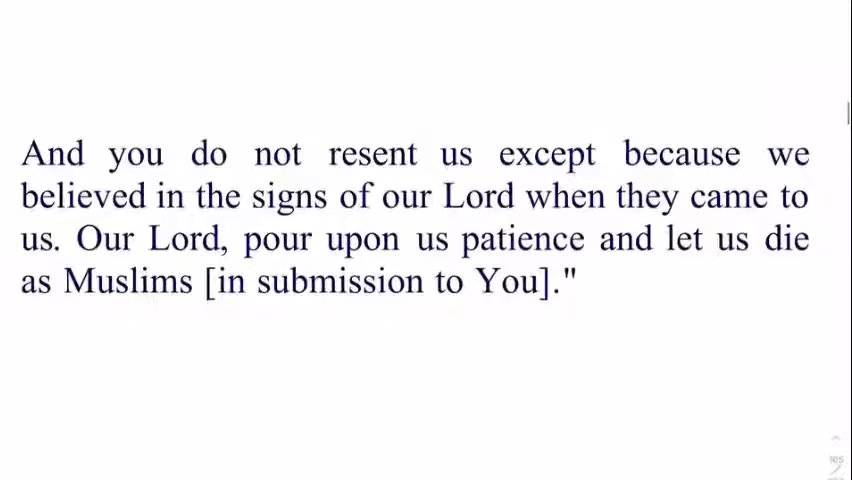 And you do not resent us except because we
believed in the signs of our Lord when they came to
us. Our Lord, pour upon us patience and let us die
as Muslims [in submission to You]."